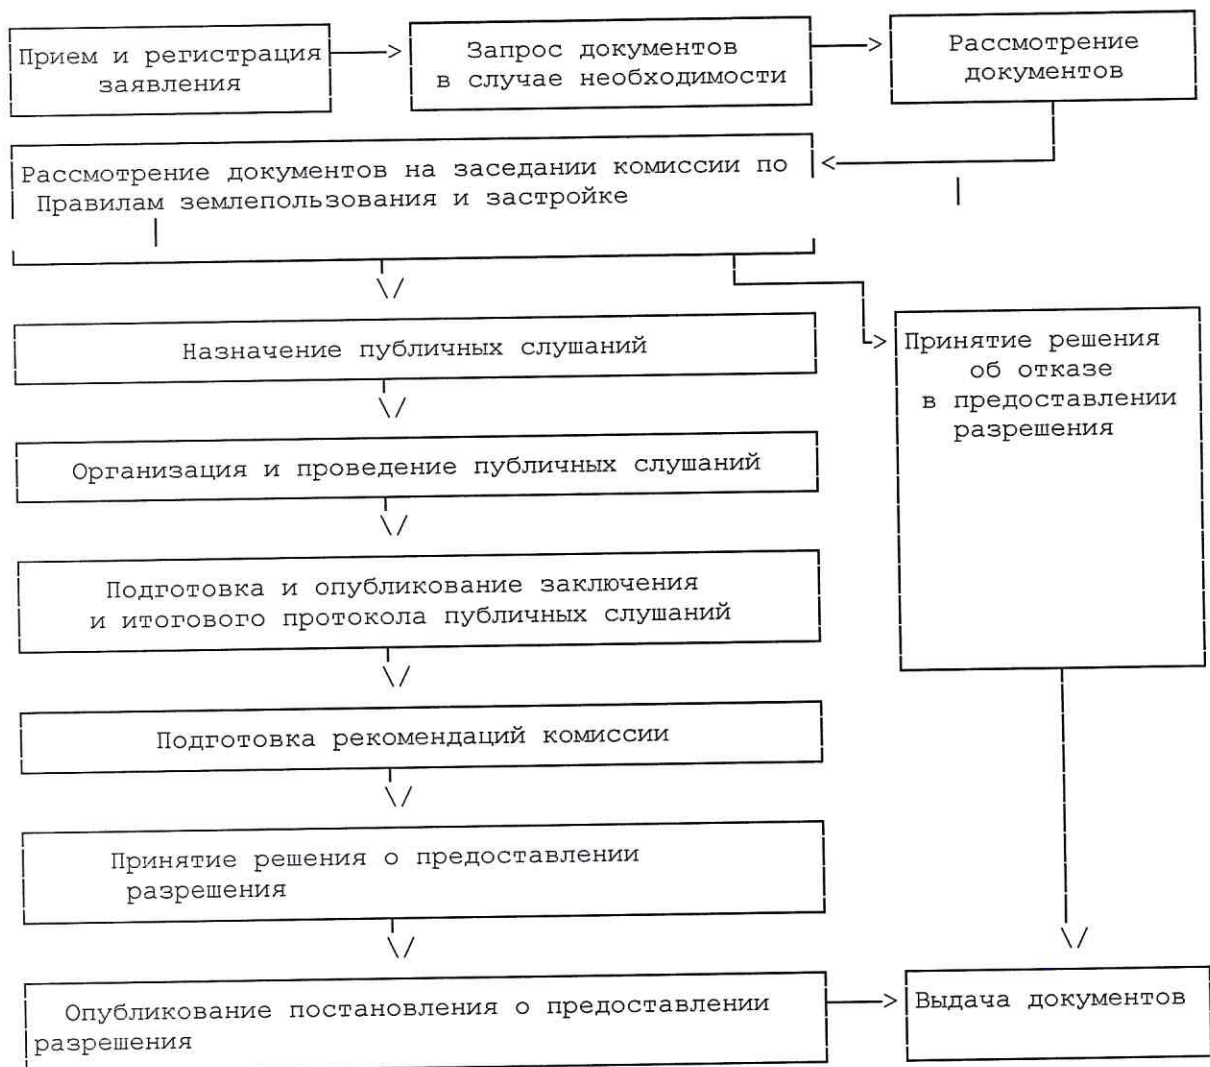 Прием и регистрация
заявления
Запрос документов
в случае необходимости
Рассмотрение
документов
Рассмотрение документов на заседании комиссии по
Правилам землепользования и застройке
Назначение публичных слушаний
Принятие решения
об отказе
в предоставлении
разрешения
Организация и проведение публичных слушаний
Подготовка и опубликование заключения
и итогового протокола публичных слушаний
Подготовка рекомендаций комиссии
Принятие решения о предоставлении
разрешения
Опубликование постановления о предоставлении
разрешения
Выдача документов